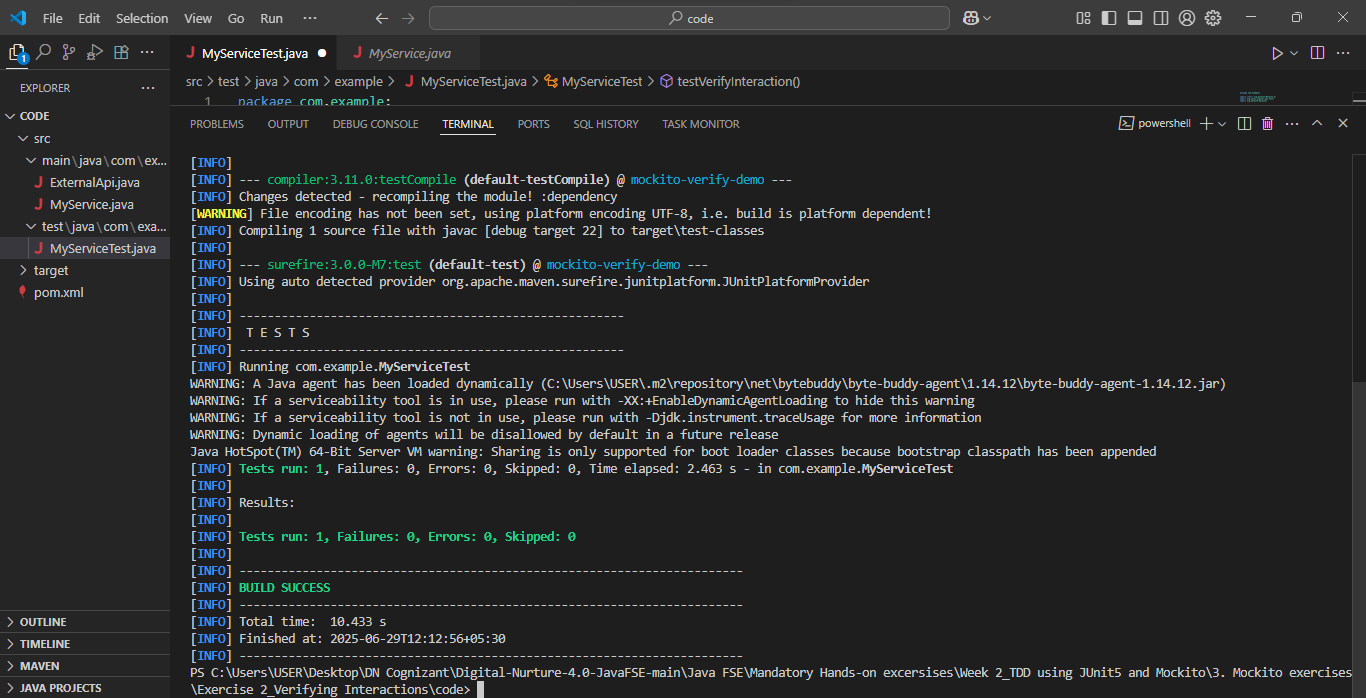 File Edit Selection View Go Run ··· code
MyServiceTest.java MyService.java
src > test > java > com > example > MyServiceTest.java > MyServiceTest > testVerifyInteraction()
1 package com.example;
EXPLORER ···
CODE
src
main\java\com\ex...
ExternalApi.java
MyService.java
test\java\com\exa...
MyServiceTest.java
target
pom.xml
OUTLINE
TIMELINE
MAVEN
JAVA PROJECTS
PROBLEMS OUTPUT DEBUG CONSOLE TERMINAL PORTS SQL HISTORY TASK MONITOR powershell
[INFO]
[INFO] --- compiler:3.11.0:testCompile (default-testCompile) @ mockito-verify-demo ---
[INFO] Changes detected - recompiling the module! :dependency
[WARNING] File encoding has not been set, using platform encoding UTF-8, i.e. build is platform dependent!
[INFO] Compiling 1 source file with javac [debug target 22] to target\test-classes
[INFO]
[INFO] --- surefire:3.0.0-M7:test (default-test) @ mockito-verify-demo ---
[INFO] Using auto detected provider org.apache.maven.surefire.junitplatform.JUnitPlatformProvider
[INFO]
[INFO] -------------------------------------------------------
[INFO]  T E S T S
[INFO] -------------------------------------------------------
[INFO] Running com.example.MyServiceTest
WARNING: A Java agent has been loaded dynamically (C:\Users\USER\.m2\repository\net\bytebuddy\byte-buddy-agent\1.14.12\byte-buddy-agent-1.14.12.jar)
WARNING: If a serviceability tool is in use, please run with -XX:+EnableDynamicAgentLoading to hide this warning
WARNING: If a serviceability tool is not in use, please run with -Djdk.instrument.traceUsage for more information
WARNING: Dynamic loading of agents will be disallowed by default in a future release
Java HotSpot(TM) 64-Bit Server VM warning: Sharing is only supported for boot loader classes because bootstrap classpath has been appended
[INFO] Tests run: 1, Failures: 0, Errors: 0, Skipped: 0, Time elapsed: 2.463 s - in com.example.MyServiceTest
[INFO]
[INFO] Results:
[INFO]
[INFO] Tests run: 1, Failures: 0, Errors: 0, Skipped: 0
[INFO]
[INFO] ------------------------------------------------------------------------
[INFO] BUILD SUCCESS
[INFO] ------------------------------------------------------------------------
[INFO] Total time:  10.433 s
[INFO] Finished at: 2025-06-29T12:12:56+05:30
[INFO] ------------------------------------------------------------------------
PS C:\Users\USER\Desktop\DN Cognizant\Digital-Nurture-4.0-JavaFSE-main\Java FSE\Mandatory Hands-on excersises\Week 2_TDD using JUnit5 and Mockito\3. Mockito exercises
\Exercise 2_Verifying Interactions\code>